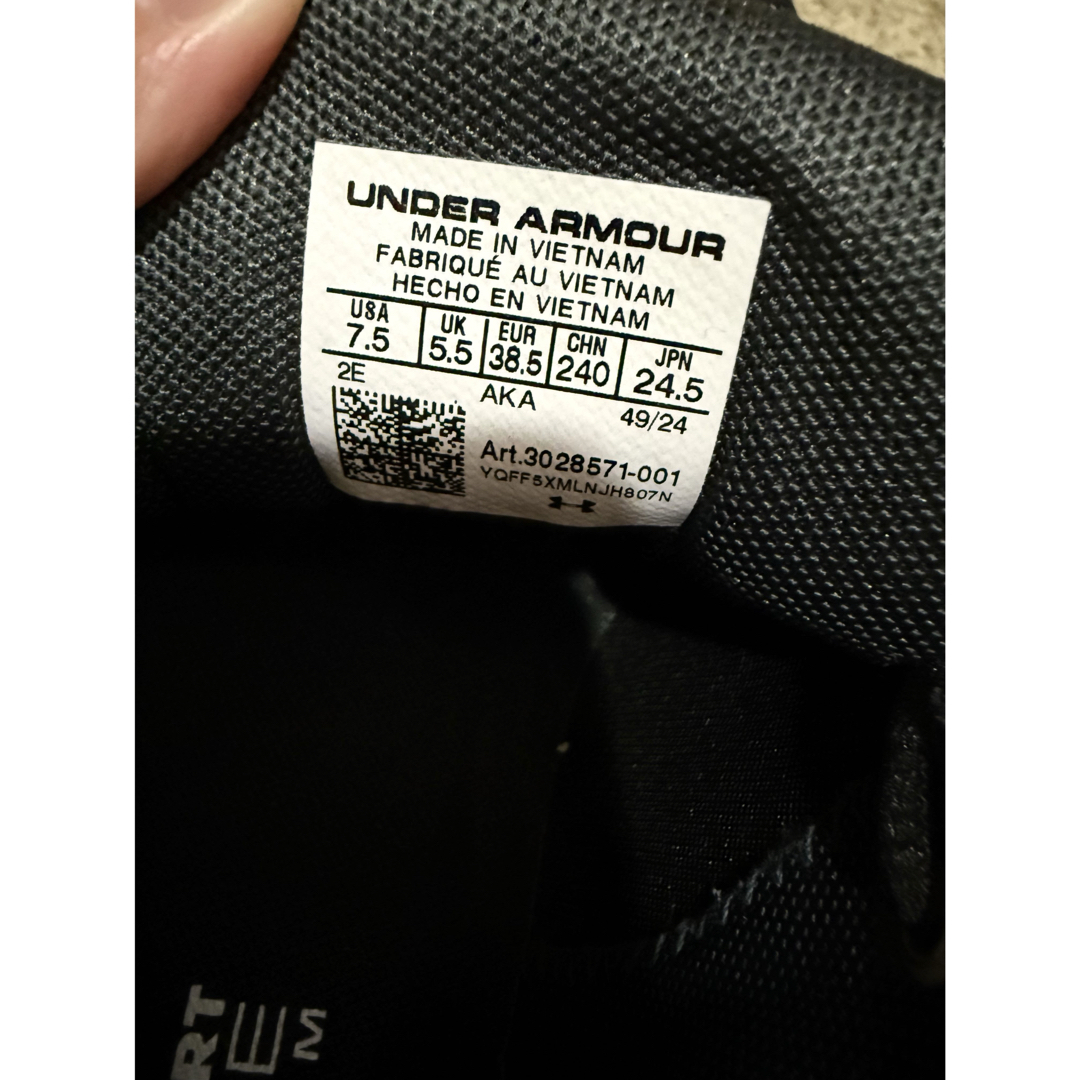 UNDER ARMOUR
MADE IN VIETNAM
FABRIQUÉ AU VIETNAM
HECHO EN VIETNAM
USA UK EUR CHN JPN
7.5 5.5 38.5 240 24.5
2E AKA 49/24
Art.3028571-001
YQFF5XMLNJH807N
RT
M